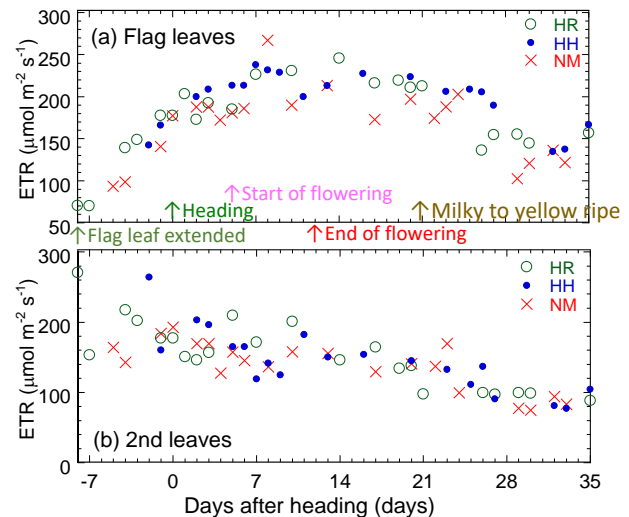 300
(a) Flag leaves
HR
HH
NM
250
200
150
100
50
ETR (μmol m⁻² s⁻¹)
↑Start of flowering
↑Heading
↑Milky to yellow ripe
↑Flag leaf extended
↑End of flowering
300
HR
HH
NM
200
100
0
ETR (μmol m⁻² s⁻¹)
(b) 2nd leaves
-7 0 7 14 21 28 35
Days after heading (days)